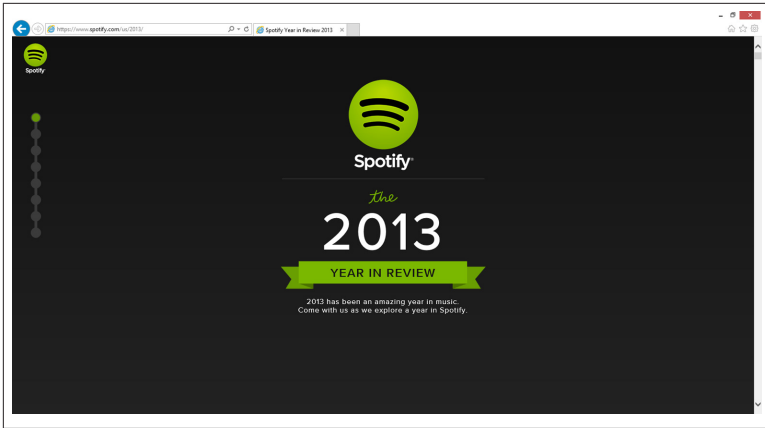 https://www.spotify.com/us/2013/
Spotify Year in Review 2013
Spotify
Spotify
the
2013
YEAR IN REVIEW
2013 has been an amazing year in music.
Come with us as we explore a year in Spotify.